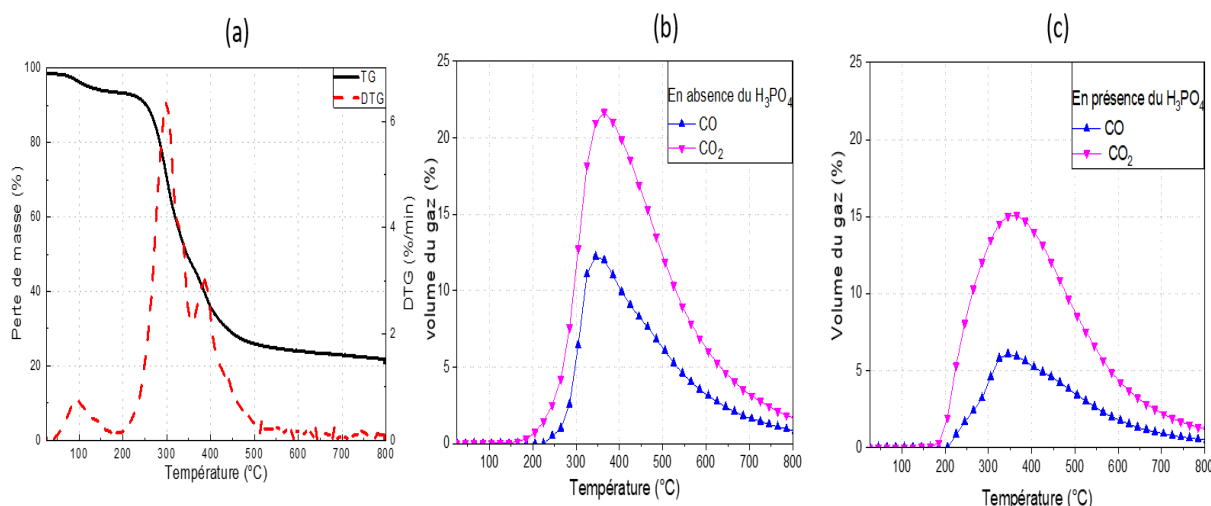 (a)
100
80
60
40
20
0
Perte de masse (%)
TG
DTG
6
4
2
0
DTG (%/min)
100 200 300 400 500 600 700 800
Température (°C)
(b)
25
20
15
10
5
0
volume du gaz (%)
En absence du H₃PO₄
CO
CO₂
100 200 300 400 500 600 700 800
Température (°C)
(c)
25
20
15
10
5
0
Volume du gaz (%)
En présence du H₃PO₄
CO
CO₂
100 200 300 400 500 600 700 800
Température (°C)